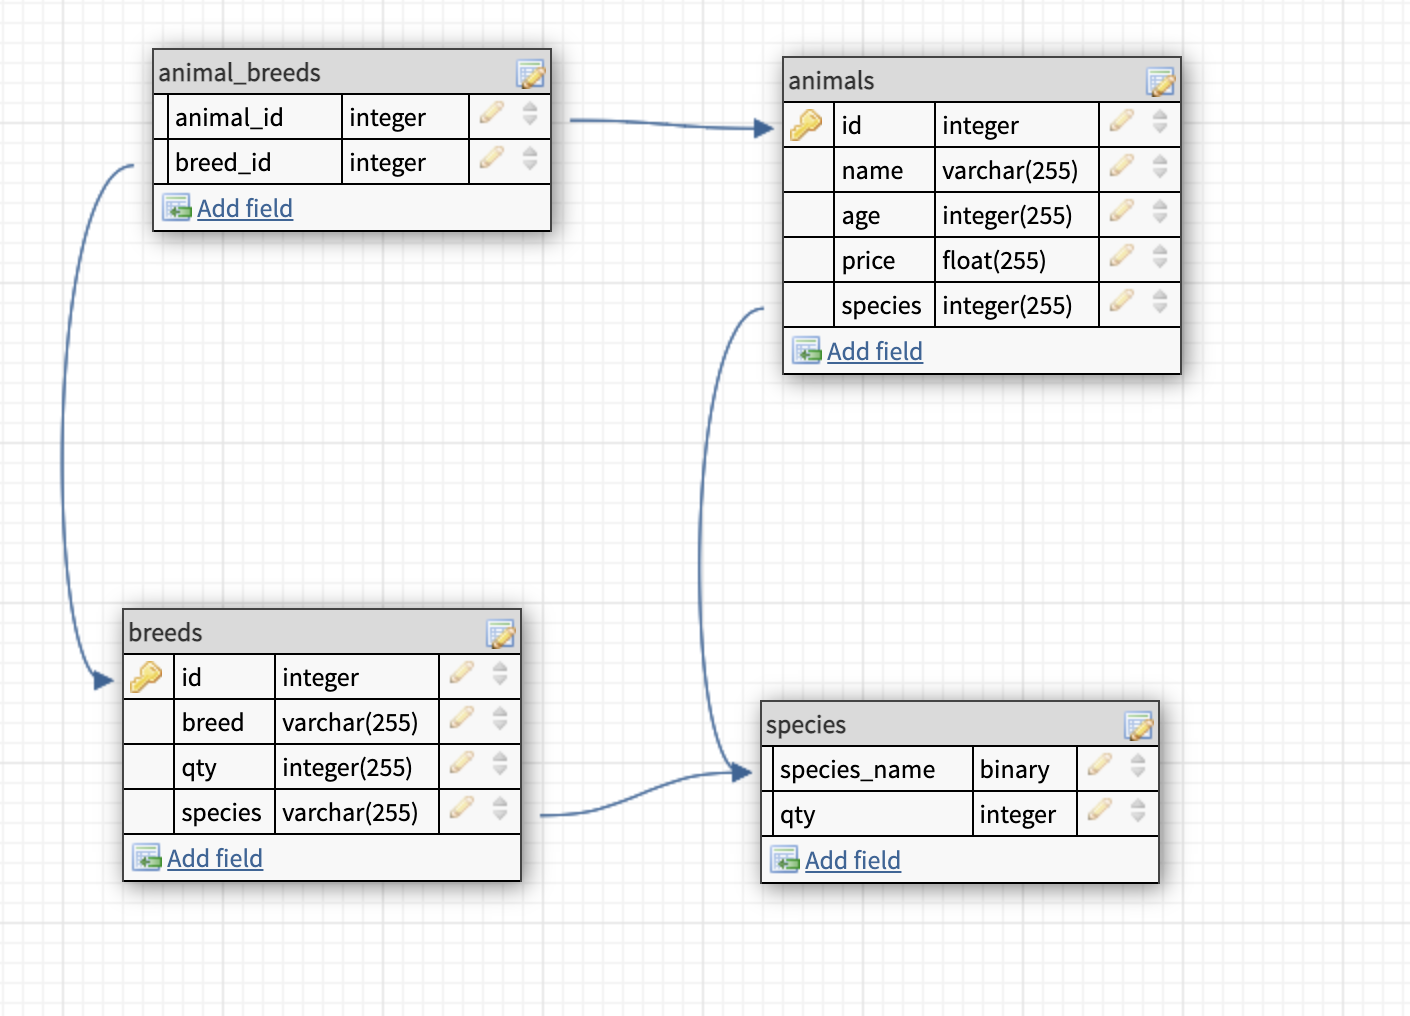 animal_breeds
animal_id integer
breed_id integer
Add field
animals
id integer
name varchar(255)
age integer(255)
price float(255)
species integer(255)
Add field
breeds
id integer
breed varchar(255)
qty integer(255)
species varchar(255)
Add field
species
species_name binary
qty integer
Add field